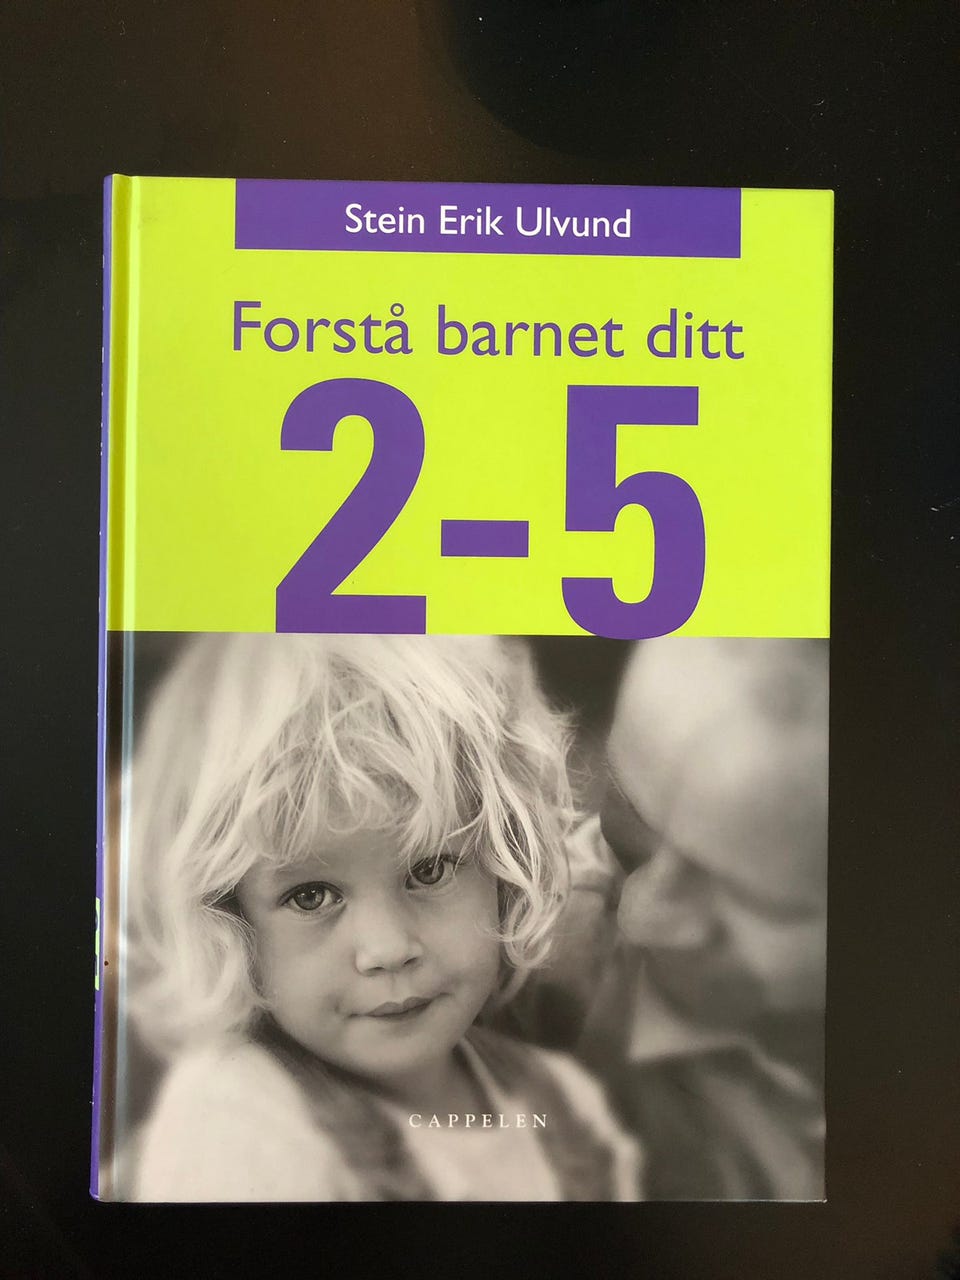 Stein Erik Ulvund
Forstå barnet ditt
2-5
CAPPELEN